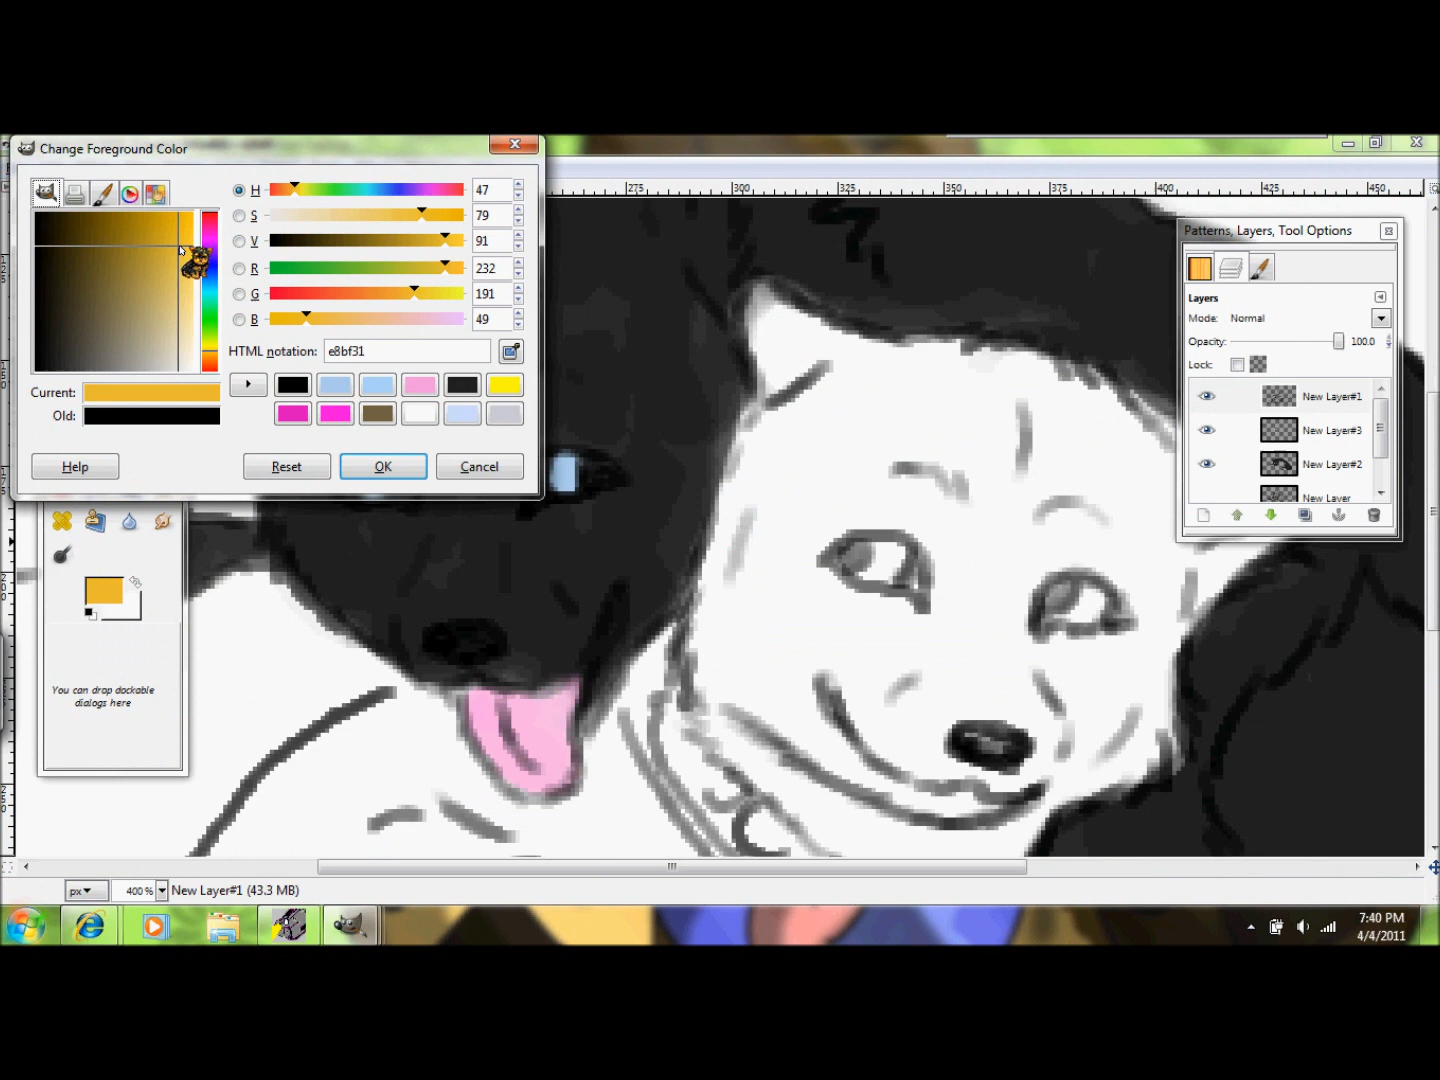 Change Foreground Color
H 47
S 79
V 91
R 232
G 191
B 49
HTML notation: e8bf31
Current:
Old:
Help Reset OK Cancel
275 300 325 350 375 400 425 450
Patterns, Layers, Tool Options
Layers
Mode: Normal
Opacity: 100.0
Lock:
New Layer#1
New Layer#3
New Layer#2
New Layer
You can drop dockable
dialogs here
px 400 % New Layer#1 (43.3 MB)
7:40 PM
4/4/2011